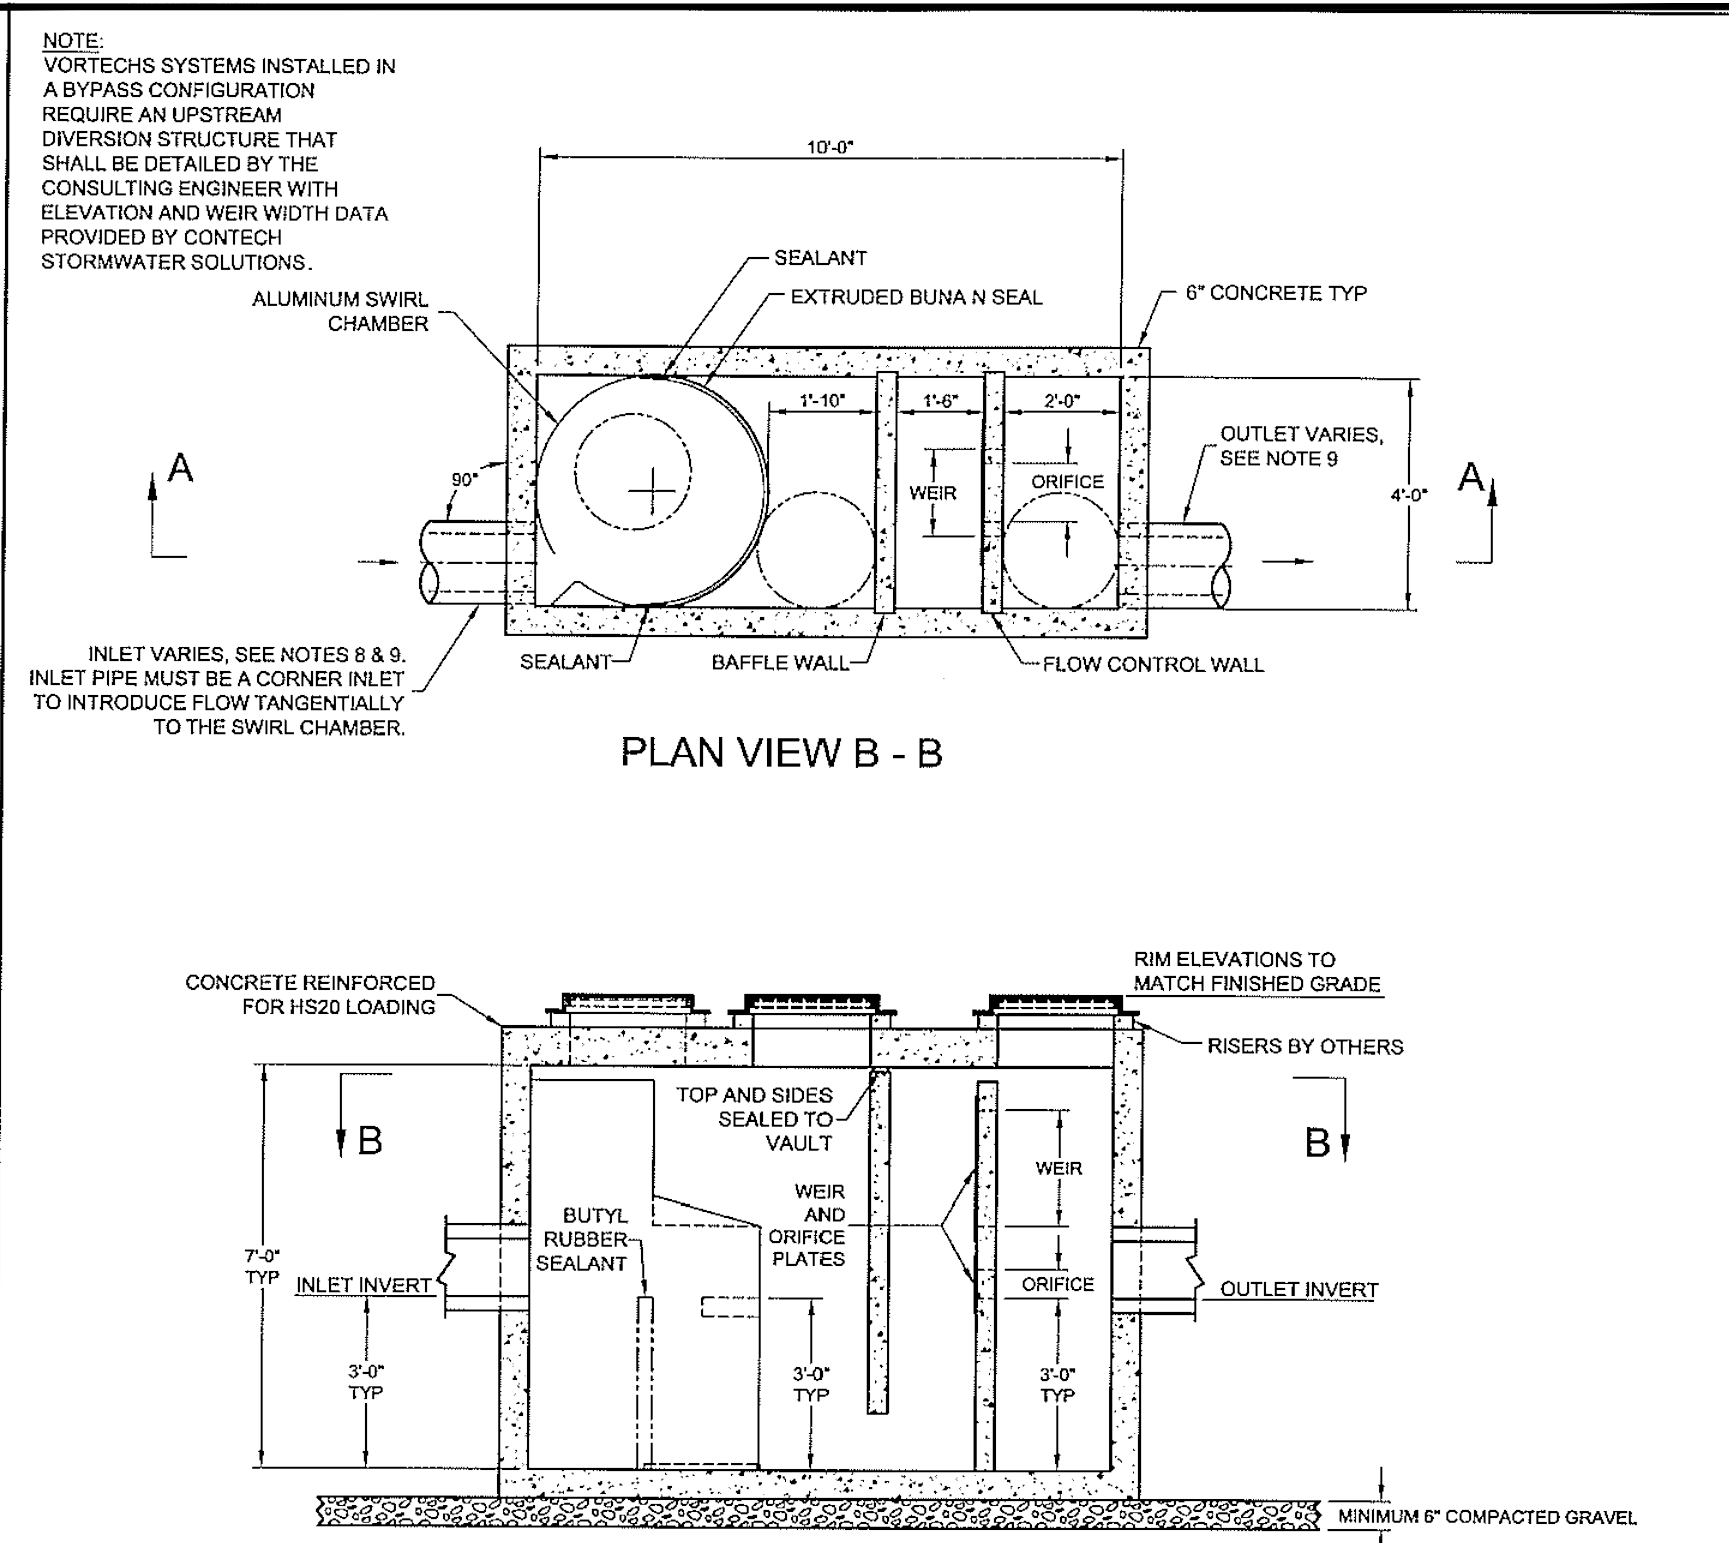 NOTE:
VORTECHS SYSTEMS INSTALLED IN
A BYPASS CONFIGURATION
REQUIRE AN UPSTREAM
DIVERSION STRUCTURE THAT
SHALL BE DETAILED BY THE
CONSULTING ENGINEER WITH
ELEVATION AND WEIR WIDTH DATA
PROVIDED BY CONTECH
STORMWATER SOLUTIONS.
10'-0"
SEALANT
EXTRUDED BUNA N SEAL
6" CONCRETE TYP
ALUMINUM SWIRL
CHAMBER
1'-10"
1'-6"
2'-0"
OUTLET VARIES,
SEE NOTE 9
A
90°
WEIR
ORIFICE
4'-0"
A
INLET VARIES, SEE NOTES 8 & 9.
INLET PIPE MUST BE A CORNER INLET
TO INTRODUCE FLOW TANGENTIALLY
TO THE SWIRL CHAMBER.
SEALANT
BAFFLE WALL
FLOW CONTROL WALL
PLAN VIEW B - B
CONCRETE REINFORCED
FOR HS20 LOADING
RIM ELEVATIONS TO
MATCH FINISHED GRADE
RISERS BY OTHERS
TOP AND SIDES
SEALED TO
VAULT
B
B
WEIR
WEIR
AND
ORIFICE
PLATES
BUTYL
RUBBER
SEALANT
7'-0"
TYP
INLET INVERT
ORIFICE
OUTLET INVERT
3'-0"
TYP
3'-0"
TYP
3'-0"
TYP
MINIMUM 6" COMPACTED GRAVEL